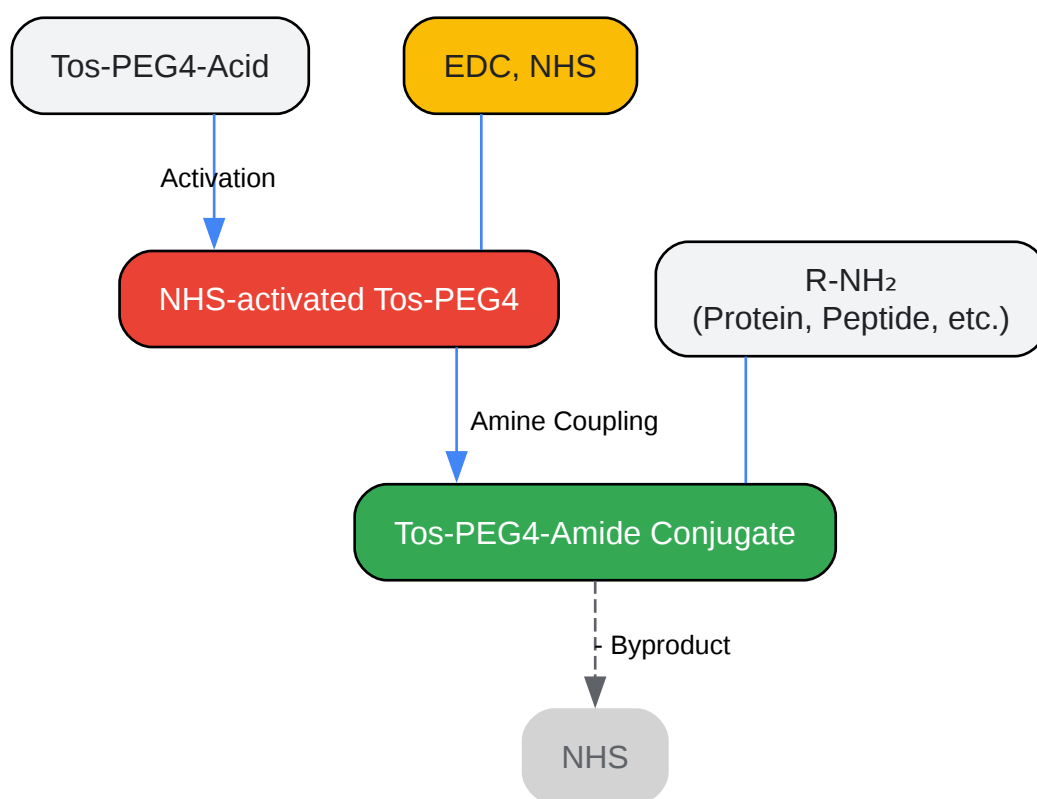 Tos-PEG4-Acid
EDC, NHS
Activation
NHS-activated Tos-PEG4
R-NH₂
(Protein, Peptide, etc.)
Amine Coupling
Tos-PEG4-Amide Conjugate
- Byproduct
NHS